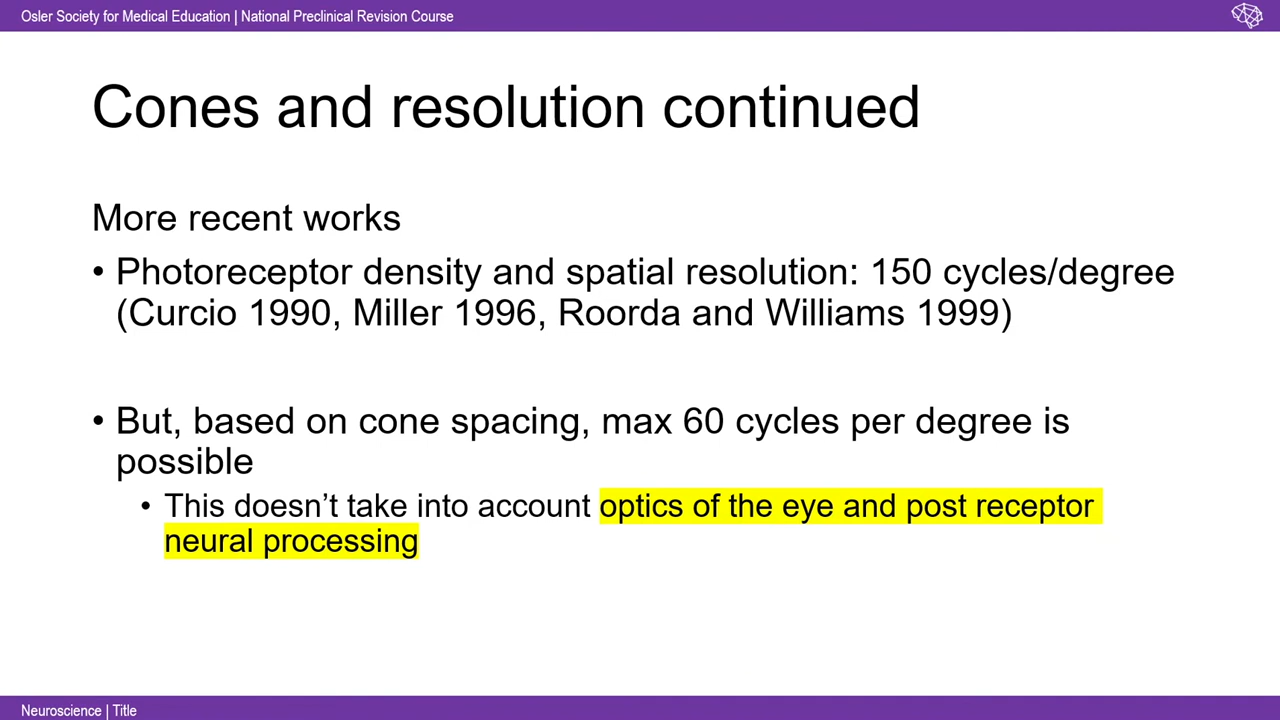 Osler Society for Medical Education | National Preclinical Revision Course
Cones and resolution continued
More recent works
• Photoreceptor density and spatial resolution: 150 cycles/degree
(Curcio 1990, Miller 1996, Roorda and Williams 1999)
• But, based on cone spacing, max 60 cycles per degree is
possible
• This doesn’t take into account optics of the eye and post receptor
neural processing
Neuroscience | Title